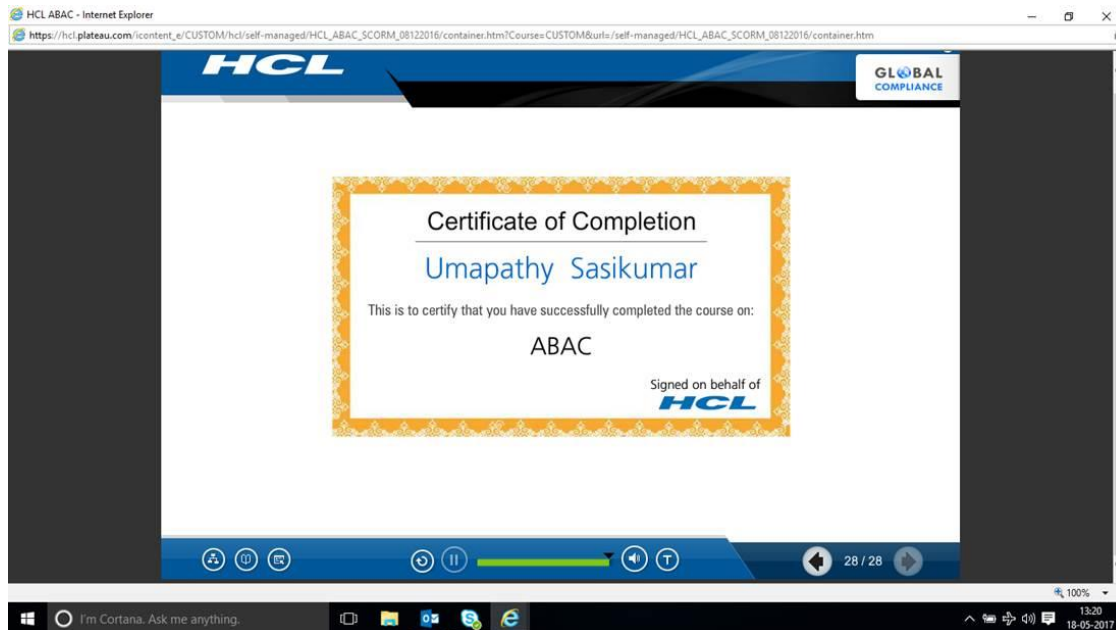 HCL ABAC - Internet Explorer
https://hcl.plateau.com/icontent_e/CUSTOM/hcl/self-managed/HCL_ABAC_SCORM_08122016/container.htm?Course=CUSTOM&url=/self-managed/HCL_ABAC_SCORM_08122016/container.htm
HCL
GLOBAL
COMPLIANCE
Certificate of Completion
Umapathy Sasikumar
This is to certify that you have successfully completed the course on:
ABAC
Signed on behalf of
HCL
T
28 / 28
100%
I'm Cortana. Ask me anything.
13:20
18-05-2017